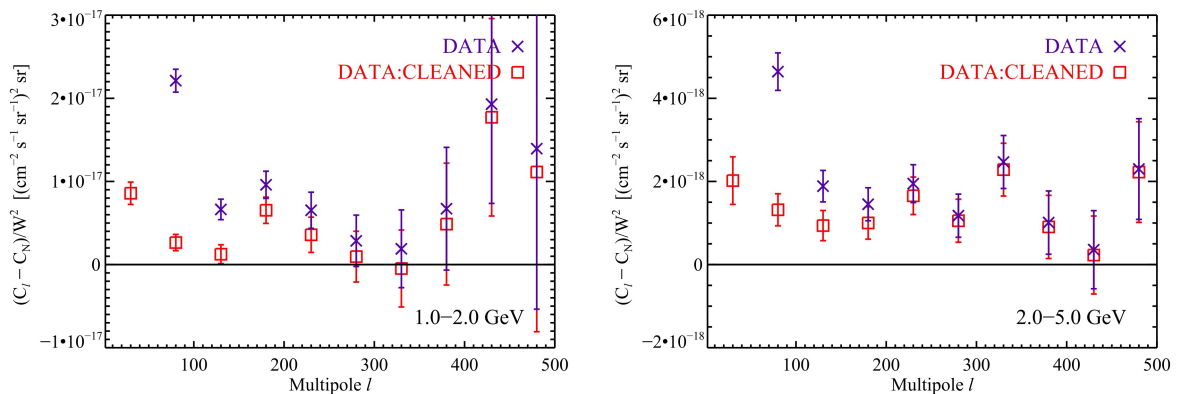 3•10⁻¹⁷
2•10⁻¹⁷
1•10⁻¹⁷
0
−1•10⁻¹⁷
(C_l − C_N)/W² [(cm⁻² s⁻¹ sr⁻¹)² sr]
DATA
DATA:CLEANED
1.0−2.0 GeV
100 200 300 400 500
Multipole l
6•10⁻¹⁸
4•10⁻¹⁸
2•10⁻¹⁸
0
−2•10⁻¹⁸
(C_l − C_N)/W² [(cm⁻² s⁻¹ sr⁻¹)² sr]
DATA
DATA:CLEANED
2.0−5.0 GeV
100 200 300 400 500
Multipole l